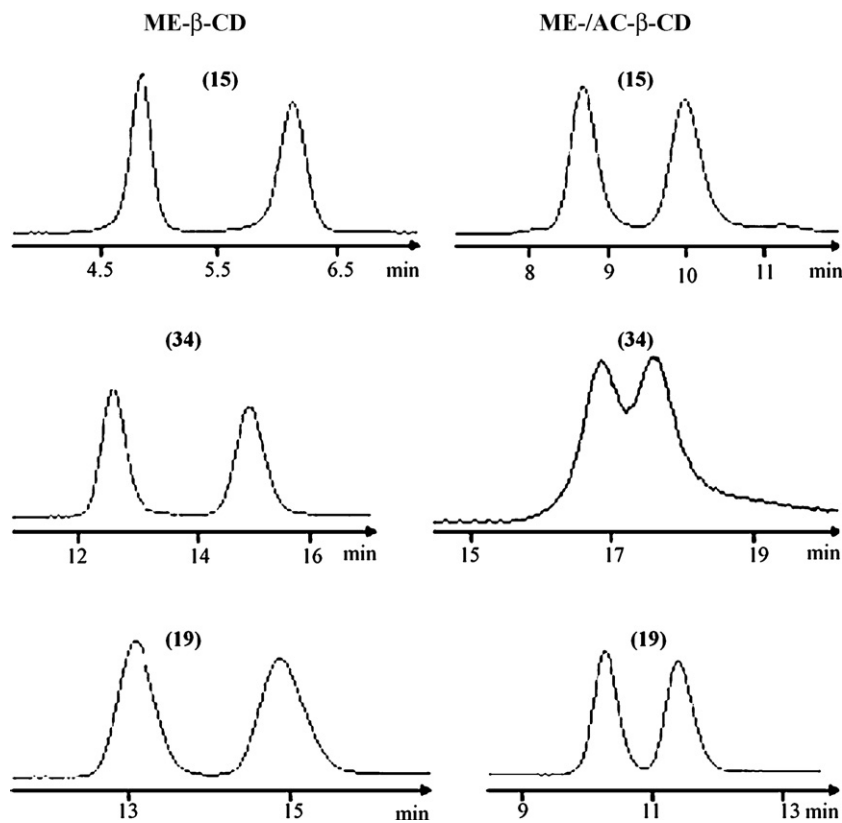 ME-β-CD ME-/AC-β-CD
(15) (15)
4.5 5.5 6.5 min 8 9 10 11 min
(34) (34)
12 14 16 min 15 17 19 min
(19) (19)
13 15 min 9 11 13 min